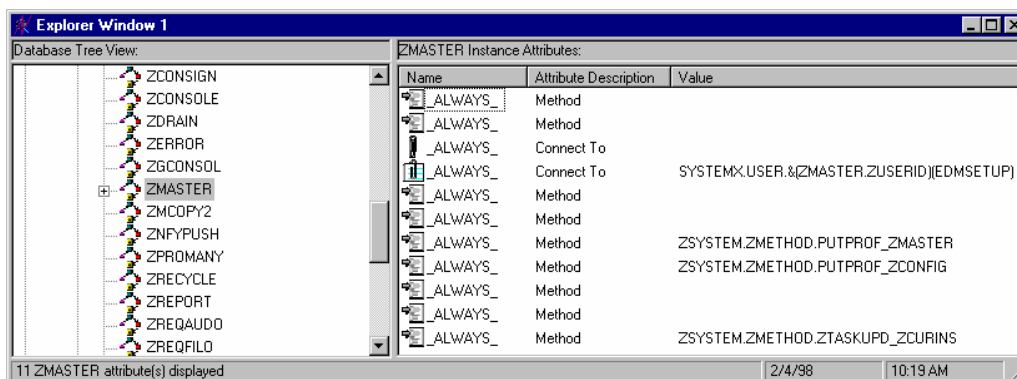 Explorer Window 1
Database Tree View:
ZCONSIGN
ZCONSOLE
ZDRAIN
ZERROR
ZGCONSOL
ZMASTER
ZMCOPY2
ZNFYPUSH
ZPROMANY
ZRECYCLE
ZREPORT
ZREQAUDO
ZREQFILO
ZMASTER Instance Attributes:
Name Attribute Description Value
_ALWAYS_ Method
_ALWAYS_ Method
_ALWAYS_ Connect To
_ALWAYS_ Connect To SYSTEMX.USER.&(ZMASTER.ZUSERID)(EDMSETUP)
_ALWAYS_ Method
_ALWAYS_ Method
_ALWAYS_ Method ZSYSTEM.ZMETHOD.PUTPROF_ZMASTER
_ALWAYS_ Method ZSYSTEM.ZMETHOD.PUTPROF_ZCONFIG
_ALWAYS_ Method
_ALWAYS_ Method
_ALWAYS_ Method ZSYSTEM.ZMETHOD.ZTASKUPD_ZCURINS
11 ZMASTER attribute(s) displayed 2/4/98 10:19 AM